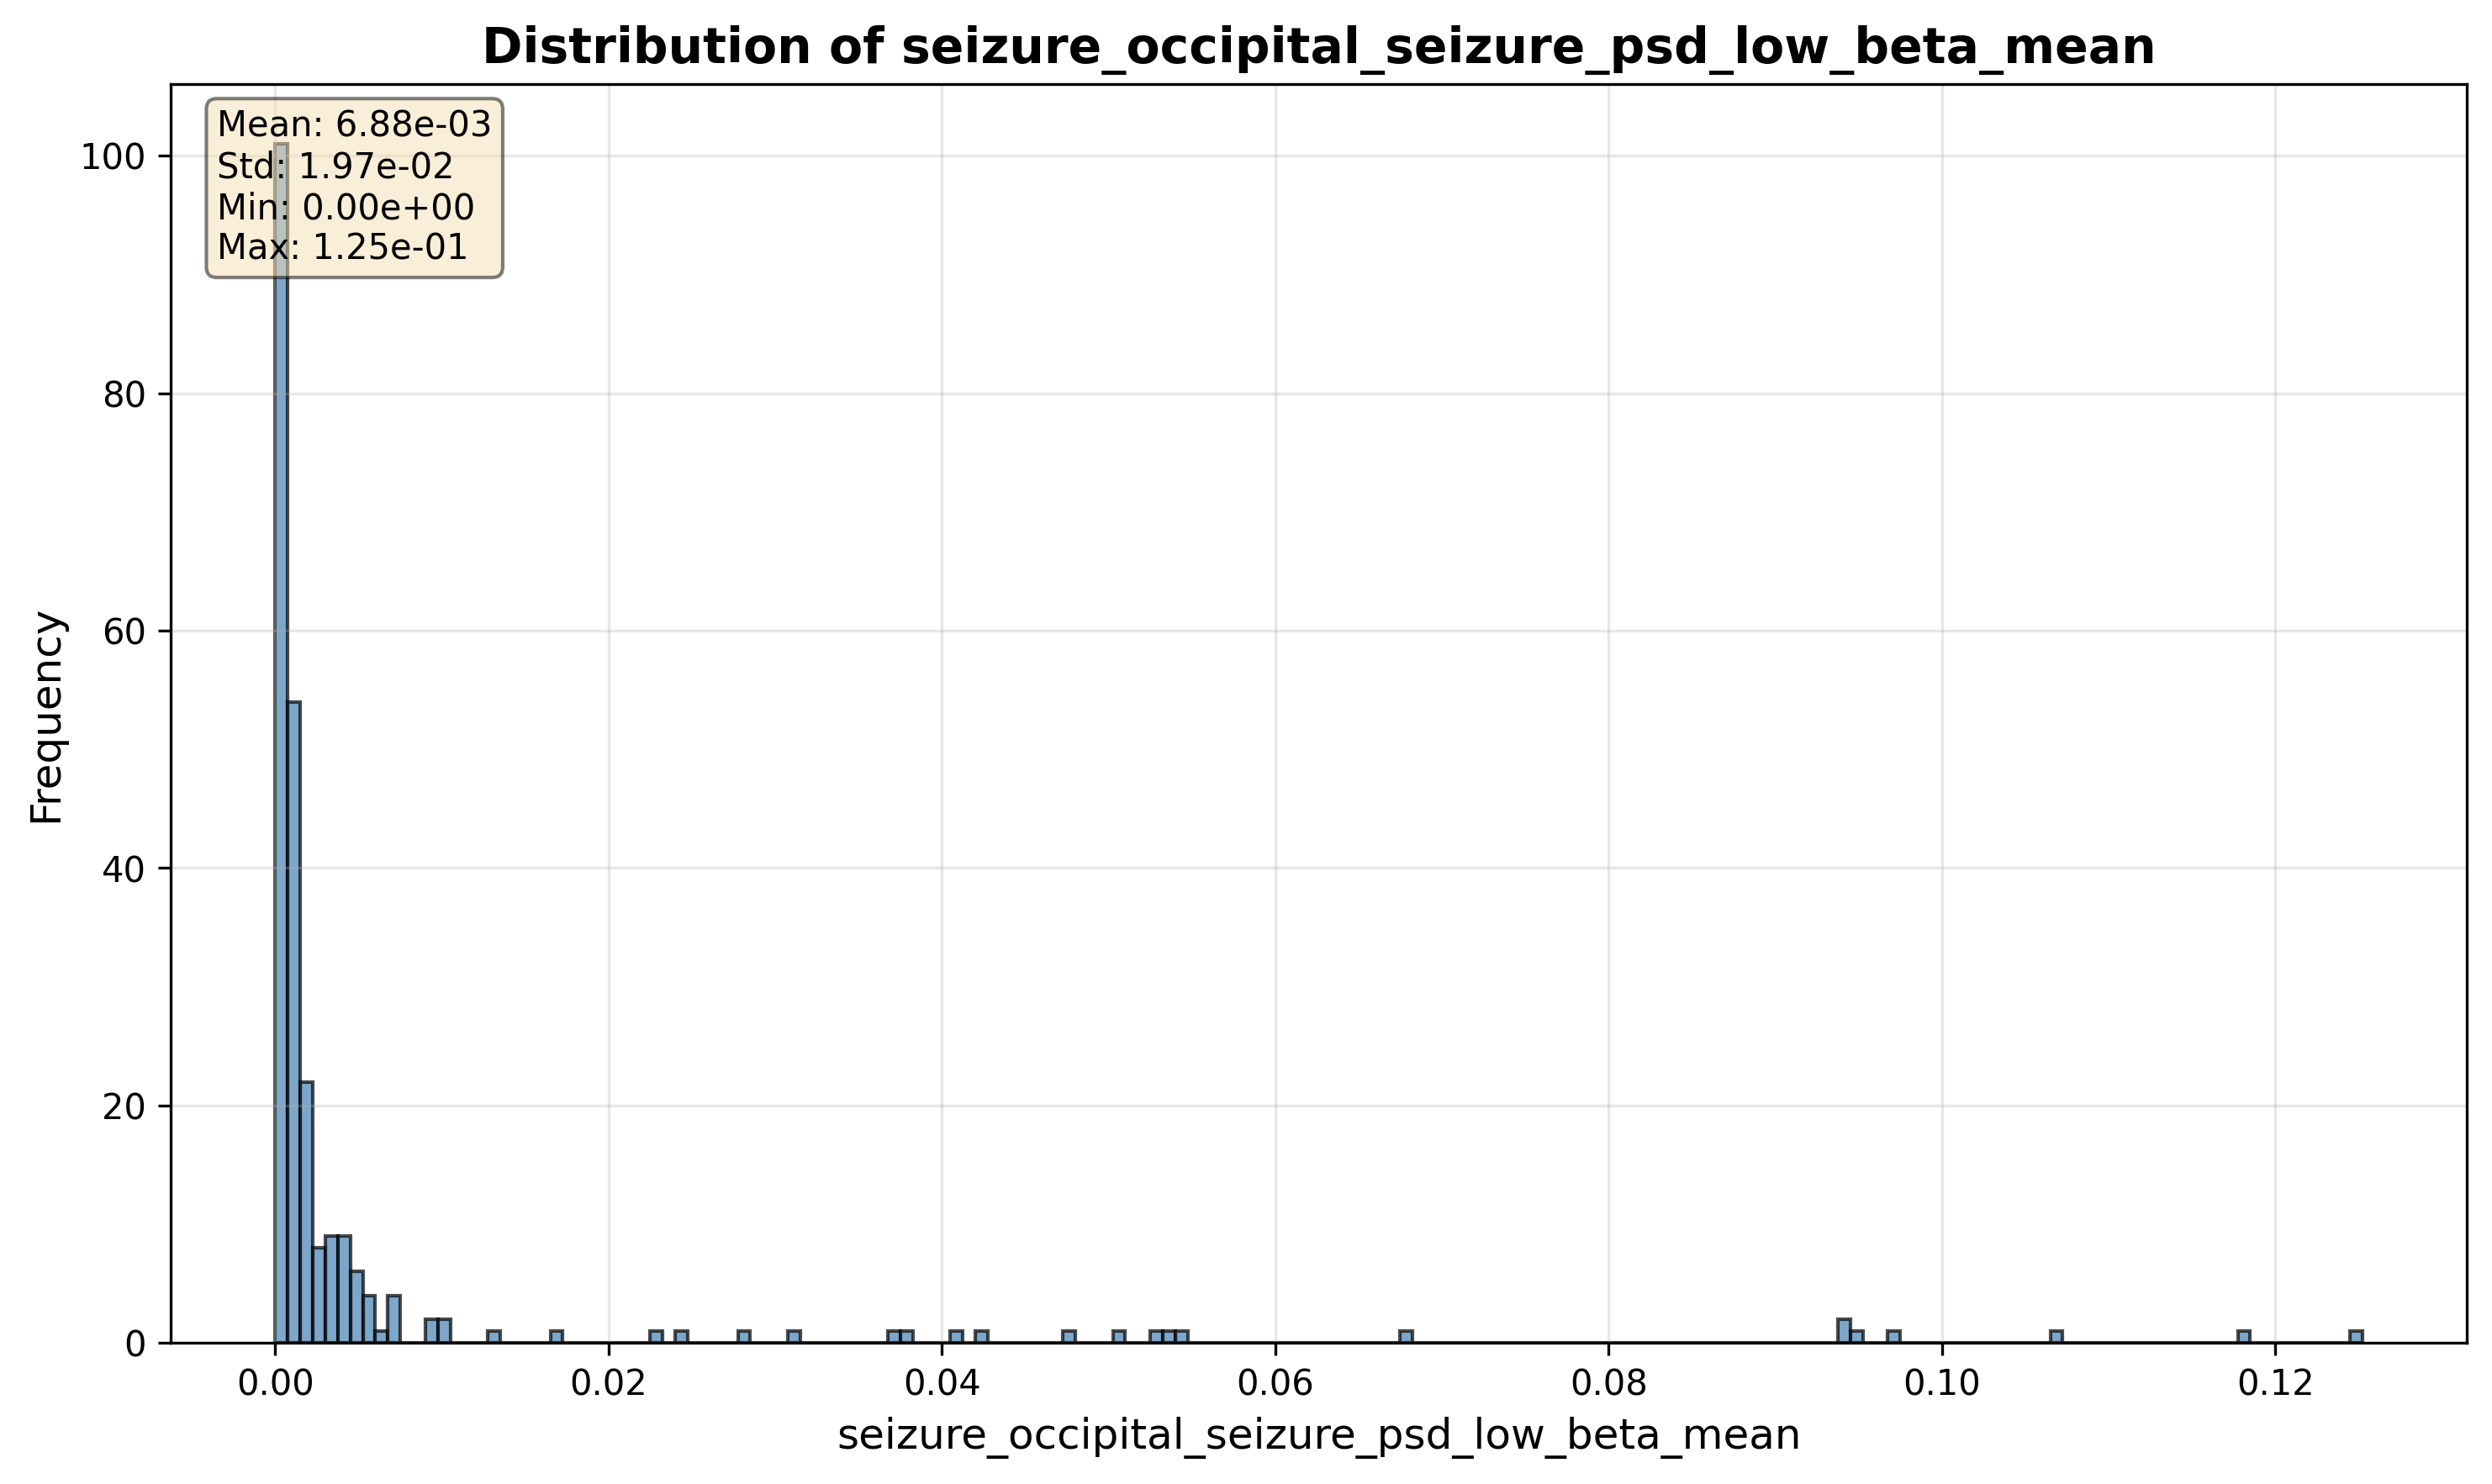 Distribution of seizure_occipital_seizure_psd_low_beta_mean
Mean: 6.88e-03
Std: 1.97e-02
Min: 0.00e+00
Max: 1.25e-01
Frequency
100
80
60
40
20
0
0.00 0.02 0.04 0.06 0.08 0.10 0.12
seizure_occipital_seizure_psd_low_beta_mean